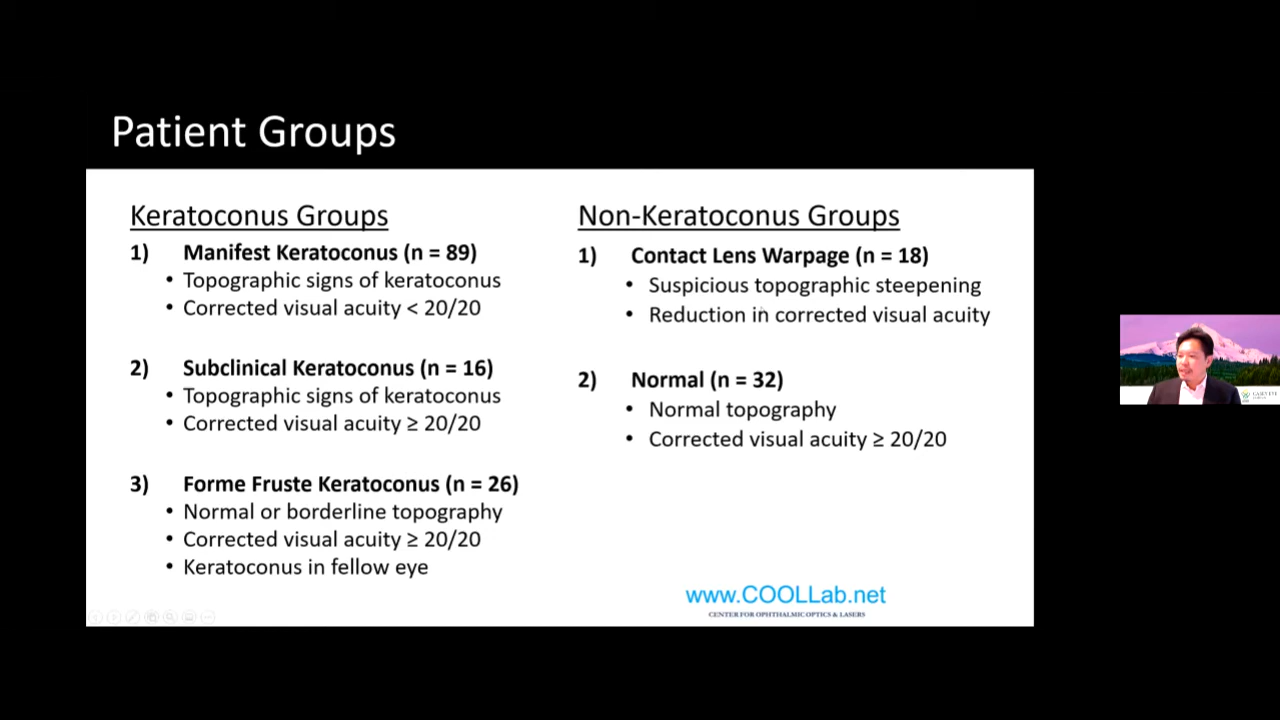 Patient Groups
Keratoconus Groups
1) Manifest Keratoconus (n = 89)
• Topographic signs of keratoconus
• Corrected visual acuity < 20/20
2) Subclinical Keratoconus (n = 16)
• Topographic signs of keratoconus
• Corrected visual acuity ≥ 20/20
3) Forme Fruste Keratoconus (n = 26)
• Normal or borderline topography
• Corrected visual acuity ≥ 20/20
• Keratoconus in fellow eye
Non-Keratoconus Groups
1) Contact Lens Warpage (n = 18)
• Suspicious topographic steepening
• Reduction in corrected visual acuity
2) Normal (n = 32)
• Normal topography
• Corrected visual acuity ≥ 20/20
www.COOLLab.net
CENTER FOR OPHTHALMIC OPTICS & LASERS
CASEY EYE